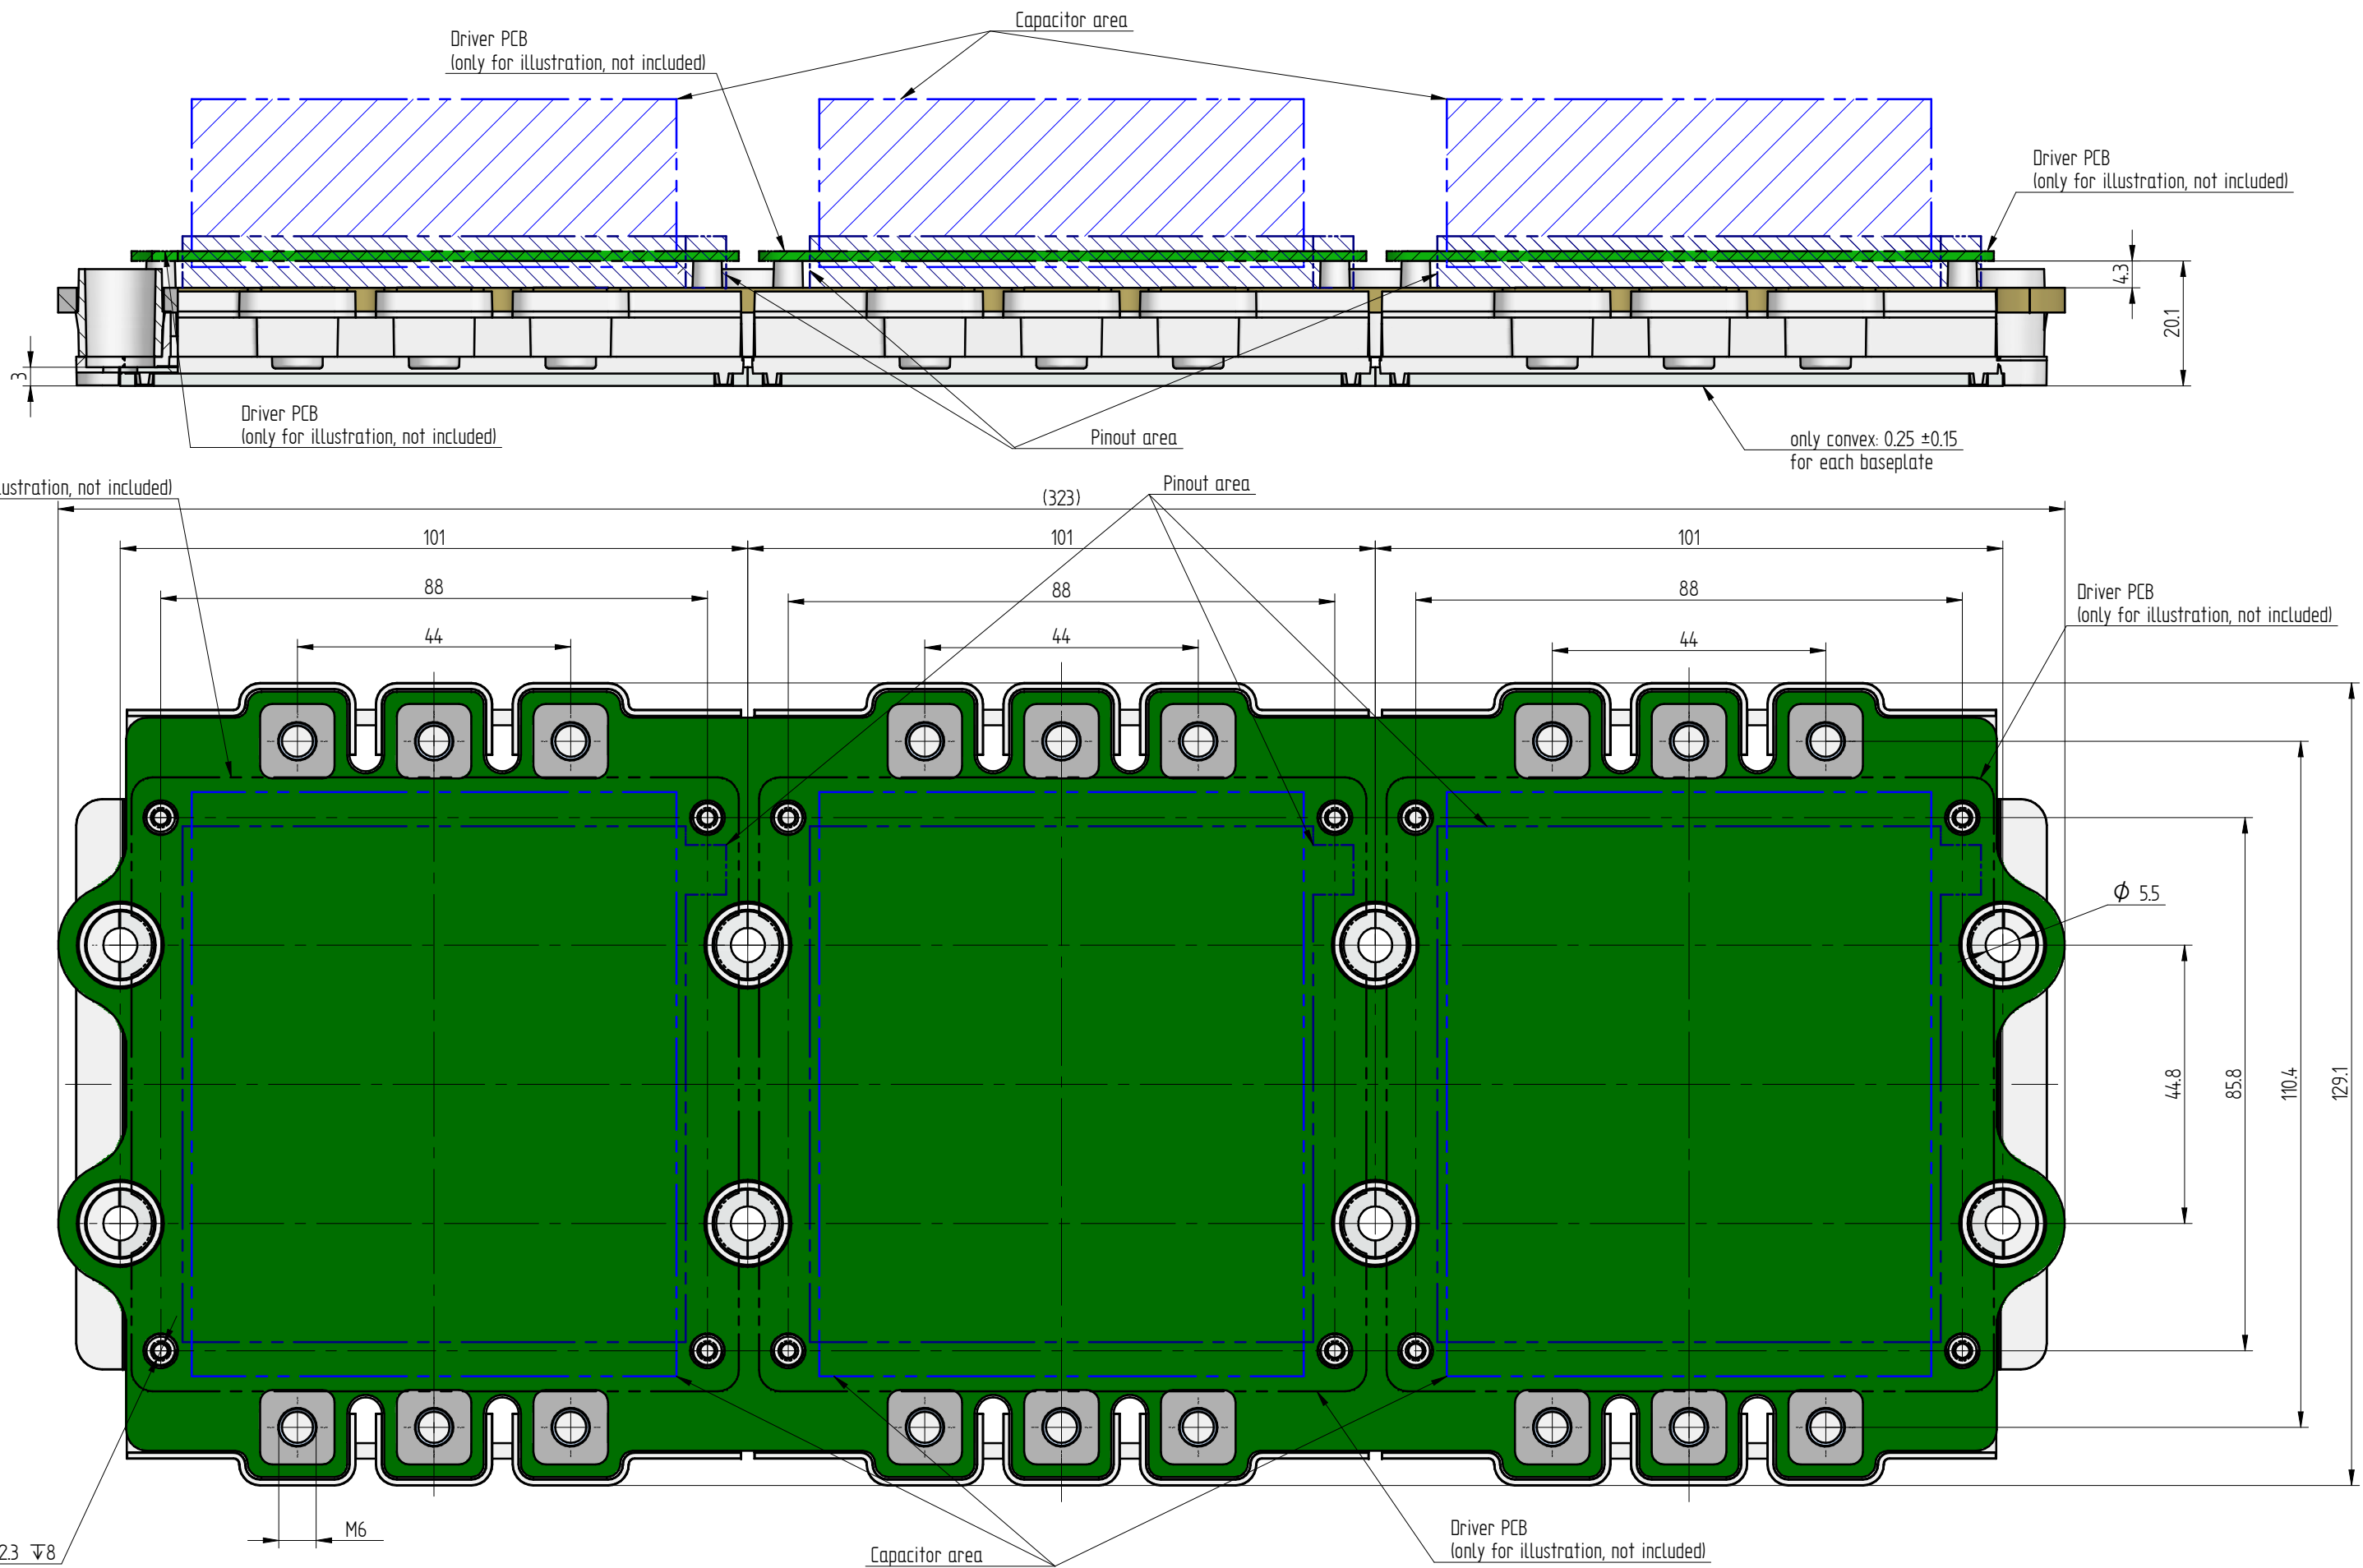 Capacitor area
Driver PCB
(only for illustration, not included)
Driver PCB
(only for illustration, not included)
4.3
20.1
3
Driver PCB
(only for illustration, not included)
Pinout area
only convex: 0.25 ±0.15
for each baseplate
lustration, not included)
Pinout area
(323)
101
101
101
88
88
88
Driver PCB
(only for illustration, not included)
44
44
44
Ø 5.5
44.8
85.8
110.4
129.1
M6
2.3 ↧8
Capacitor area
Driver PCB
(only for illustration, not included)